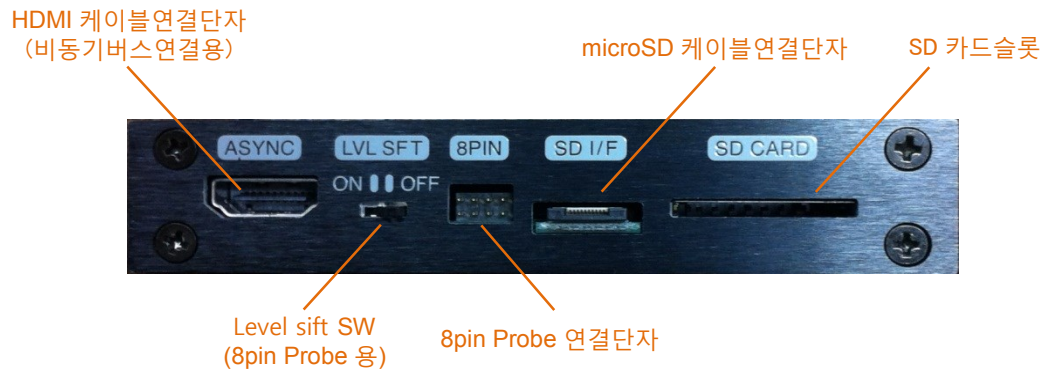 HDMI 케이블연결단자
(비동기버스연결용)
microSD 케이블연결단자
SD 카드슬롯
ASYNC
LVL SFT
8PIN
SD I/F
SD CARD
ON OFF
Level sift SW
(8pin Probe 용)
8pin Probe 연결단자